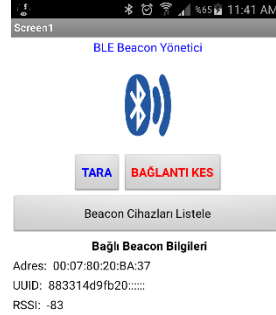 %65 11:41 AM
Screen1
BLE Beacon Yönetici
TARA
BAĞLANTI KES
Beacon Cihazları Listele
Bağlı Beacon Bilgileri
Adres: 00:07:80:20:BA:37
UUID: 883314d9fb20::::::
RSSI: -83